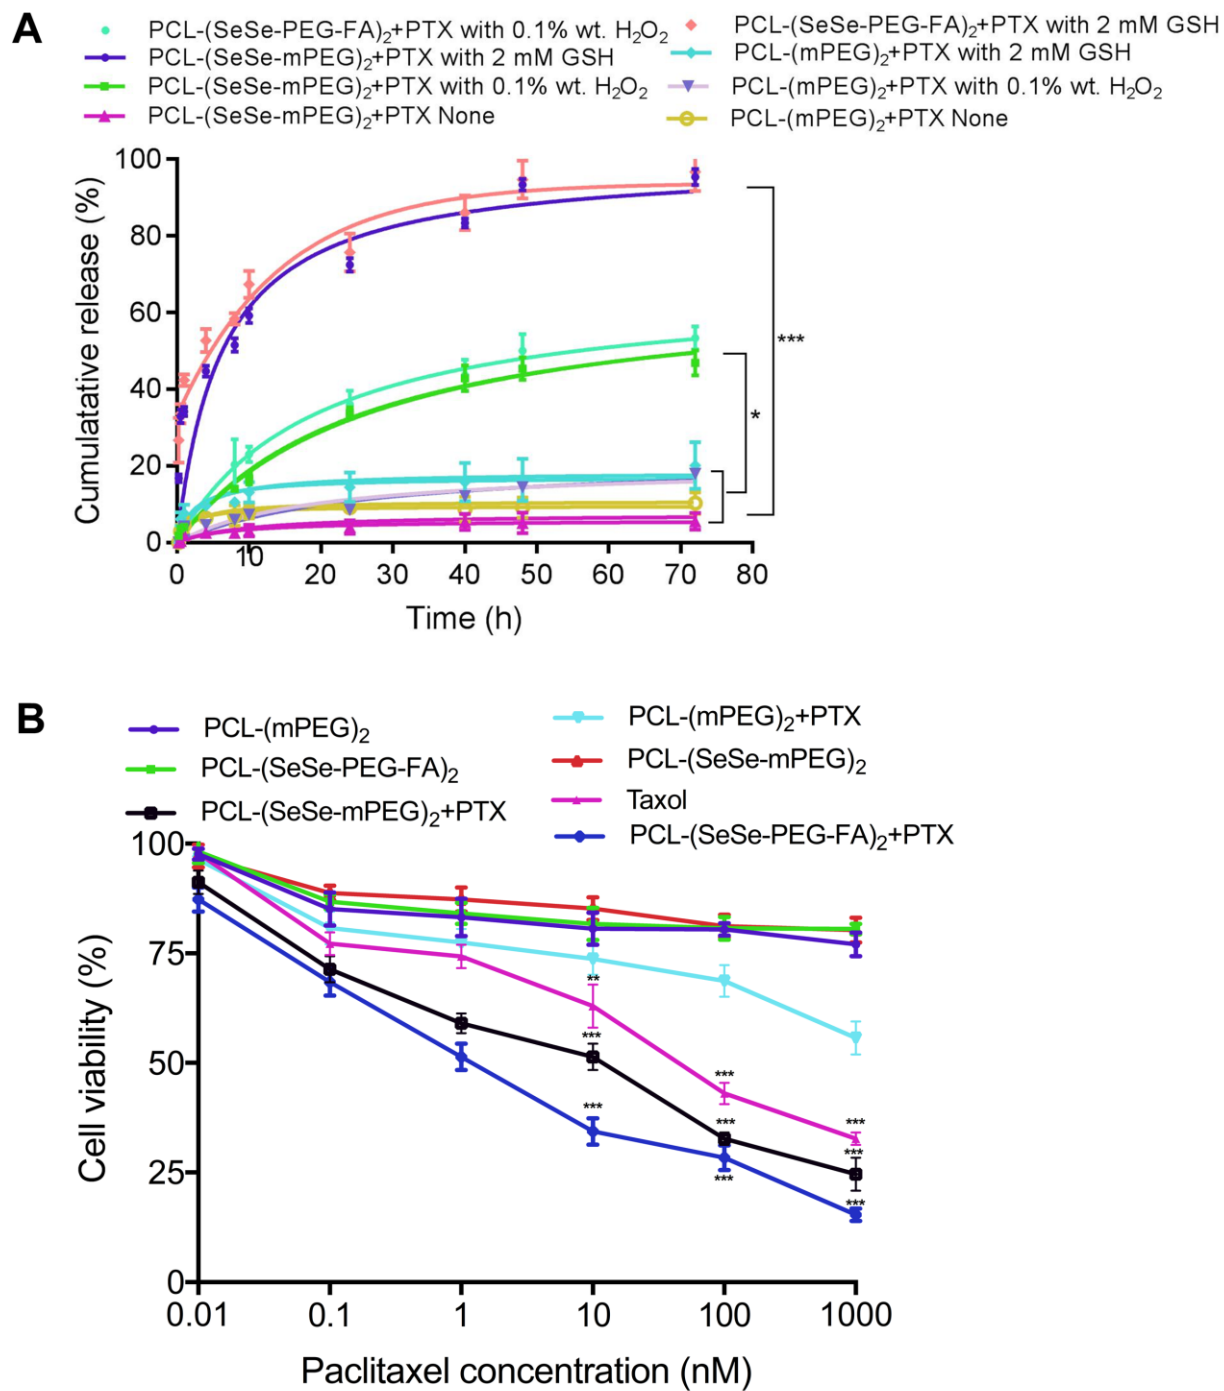 A
PCL-(SeSe-PEG-FA)₂+PTX with 0.1% wt. H₂O₂
PCL-(SeSe-mPEG)₂+PTX with 2 mM GSH
PCL-(SeSe-mPEG)₂+PTX with 0.1% wt. H₂O₂
PCL-(SeSe-mPEG)₂+PTX None
PCL-(SeSe-PEG-FA)₂+PTX with 2 mM GSH
PCL-(mPEG)₂+PTX with 2 mM GSH
PCL-(mPEG)₂+PTX with 0.1% wt. H₂O₂
PCL-(mPEG)₂+PTX None
Cumulatative release (%)
100
80
60
40
20
0
0 10 20 30 40 50 60 70 80
Time (h)
***
*
B
PCL-(mPEG)₂
PCL-(SeSe-PEG-FA)₂
PCL-(SeSe-mPEG)₂+PTX
PCL-(mPEG)₂+PTX
PCL-(SeSe-mPEG)₂
Taxol
PCL-(SeSe-PEG-FA)₂+PTX
Cell viability (%)
100
75
50
25
0
**
***
***
***
***
***
***
***
***
0.01 0.1 1 10 100 1000
Paclitaxel concentration (nM)